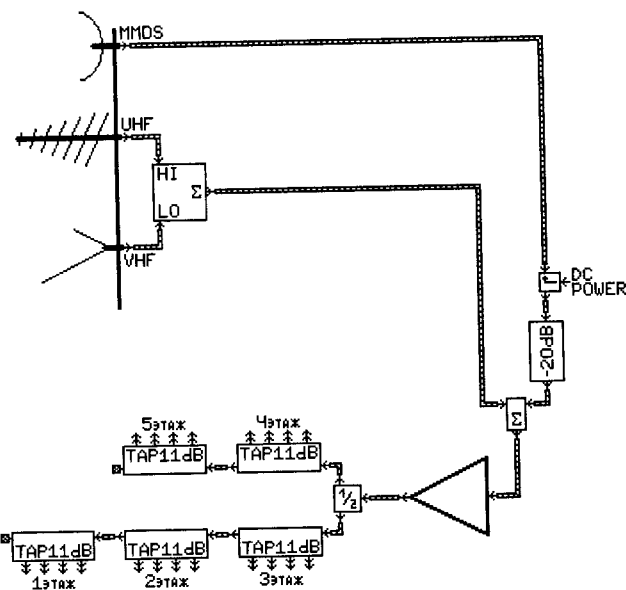 MMDS
UHF
HI
Σ
LO
VHF
DC
POWER
-20dB
Σ
5этаж
4этаж
TAP11dB
TAP11dB
1/2
TAP11dB
TAP11dB
TAP11dB
1этаж
2этаж
3этаж